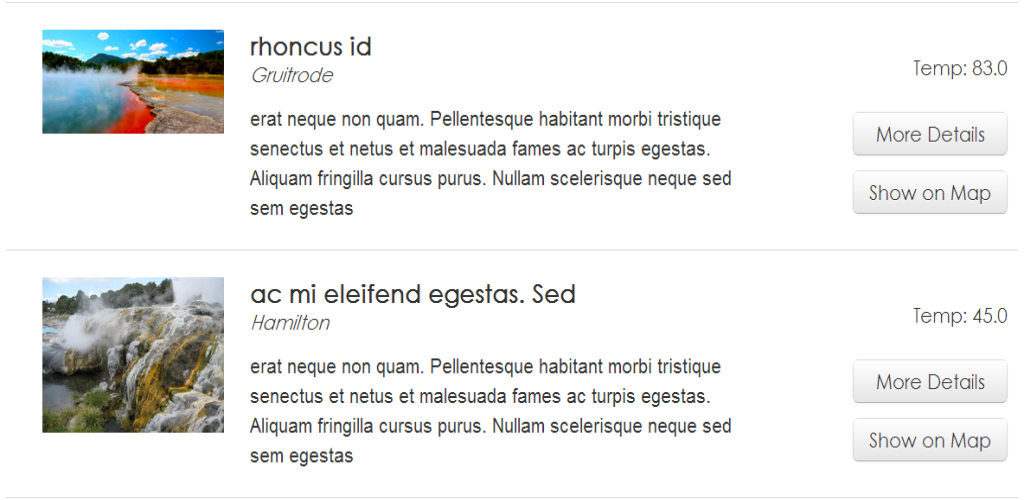 rhoncus id
Gruitrode
Temp: 83.0
erat neque non quam. Pellentesque habitant morbi tristique
senectus et netus et malesuada fames ac turpis egestas.
Aliquam fringilla cursus purus. Nullam scelerisque neque sed
sem egestas
More Details
Show on Map
ac mi eleifend egestas. Sed
Hamilton
Temp: 45.0
erat neque non quam. Pellentesque habitant morbi tristique
senectus et netus et malesuada fames ac turpis egestas.
Aliquam fringilla cursus purus. Nullam scelerisque neque sed
sem egestas
More Details
Show on Map